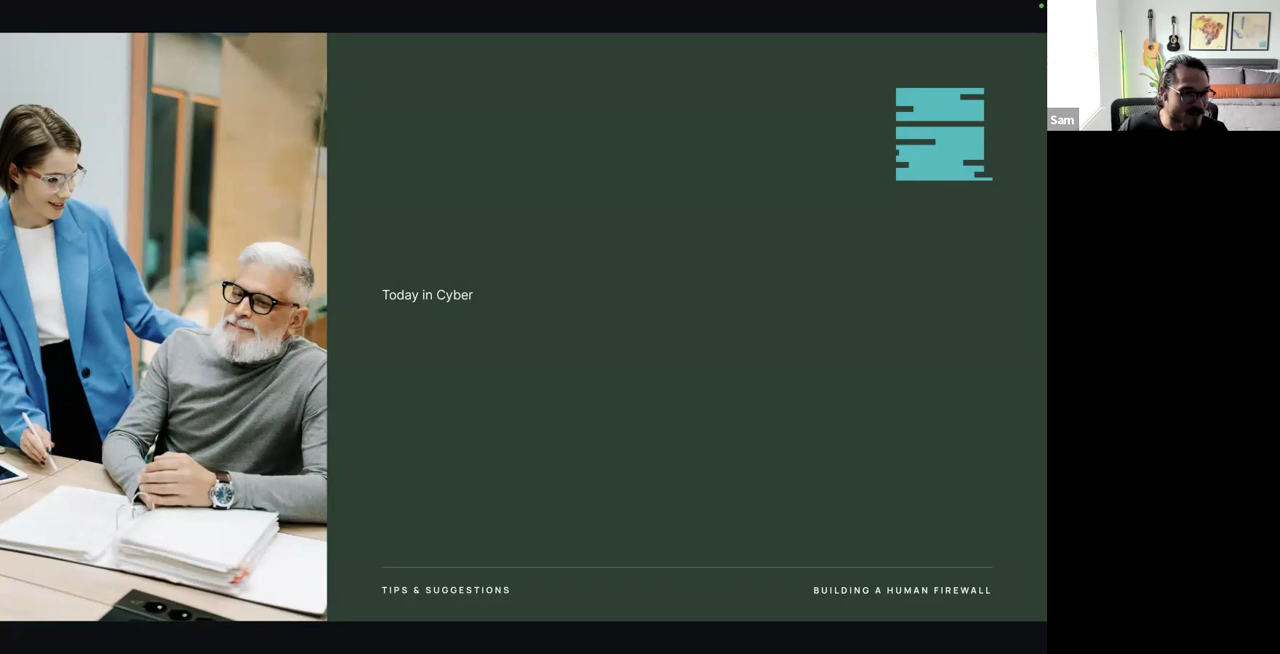 Sam
Today in Cyber
TIPS & SUGGESTIONS
BUILDING A HUMAN FIREWALL